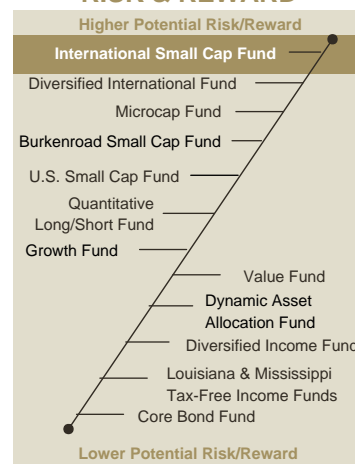 RISK & REWARD
Higher Potential Risk/Reward
International Small Cap Fund
Diversified International Fund
Microcap Fund
Burkenroad Small Cap Fund
U.S. Small Cap Fund
Quantitative
Long/Short Fund
Growth Fund
Value Fund
Dynamic Asset
Allocation Fund
Diversified Income Fund
Louisiana & Mississippi
Tax-Free Income Funds
Core Bond Fund
Lower Potential Risk/Reward